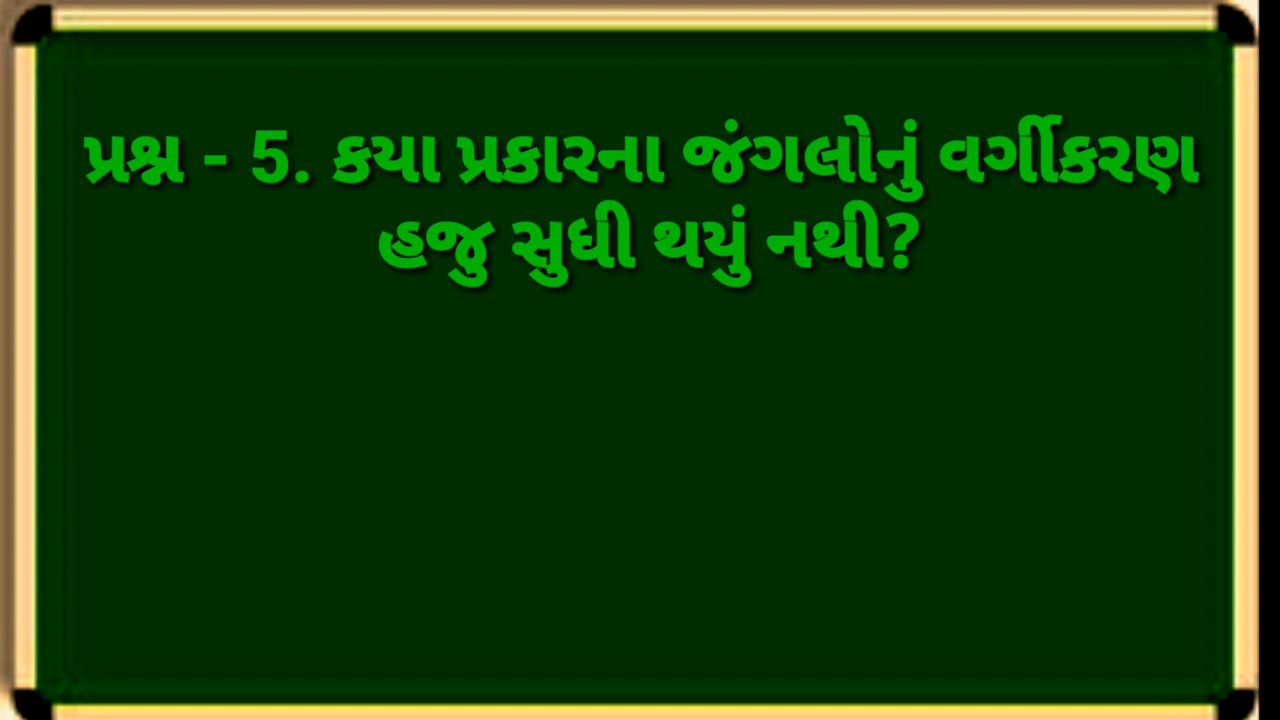 પ્રશ્ન - 5. કયા પ્રકારના જંગલોનું વર્ગીકરણ
હજુ સુધી થયું નથી?